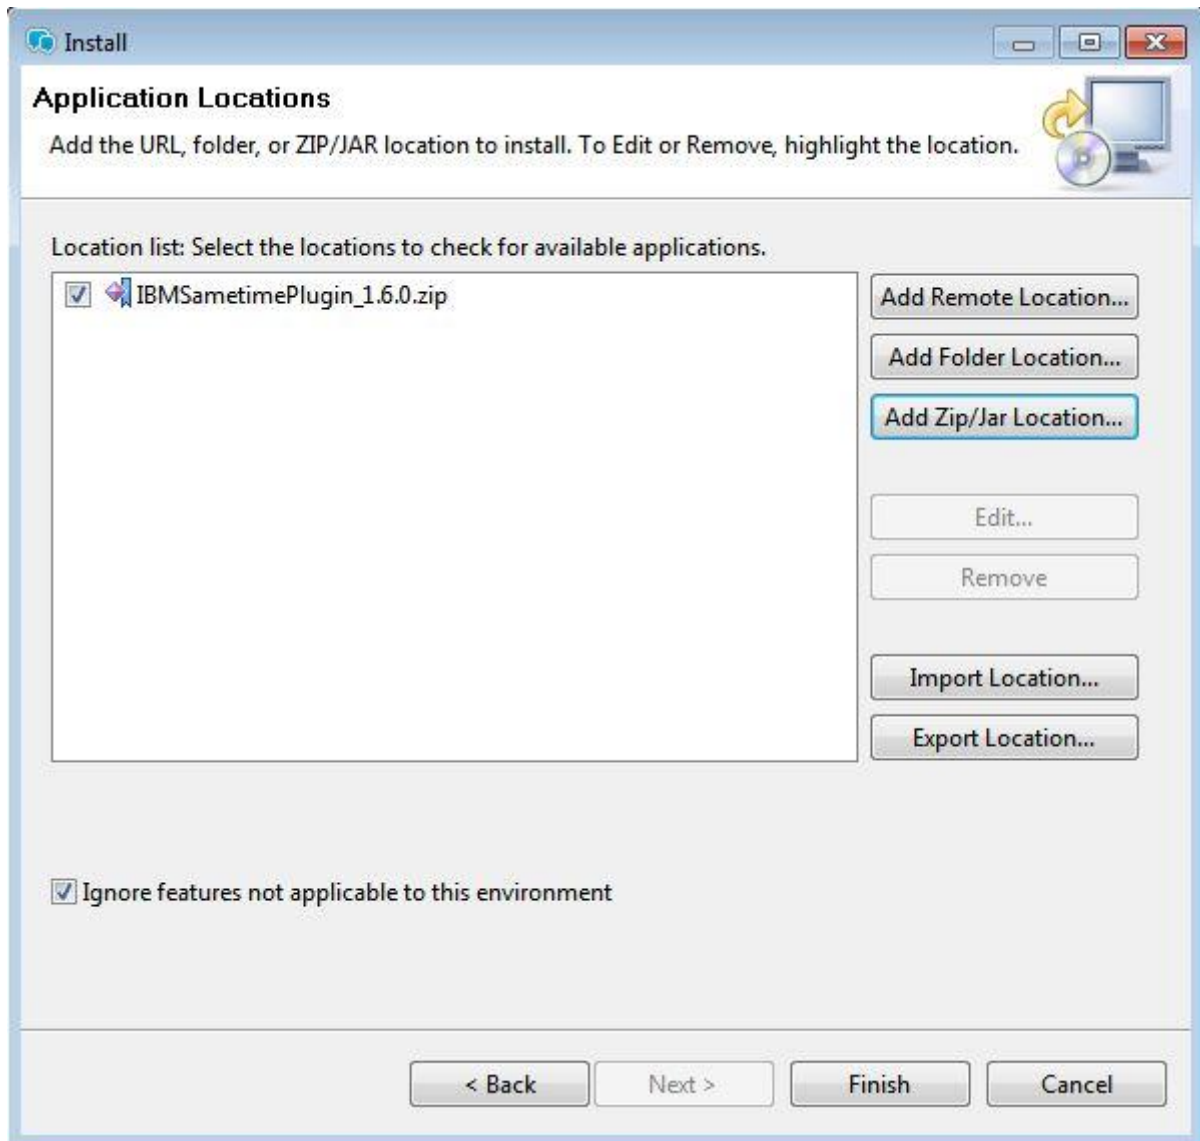 Install
Application Locations
Add the URL, folder, or ZIP/JAR location to install. To Edit or Remove, highlight the location.
Location list: Select the locations to check for available applications.
IBMSametimePlugin_1.6.0.zip
Add Remote Location...
Add Folder Location...
Add Zip/Jar Location...
Edit...
Remove
Import Location...
Export Location...
Ignore features not applicable to this environment
< Back
Next >
Finish
Cancel